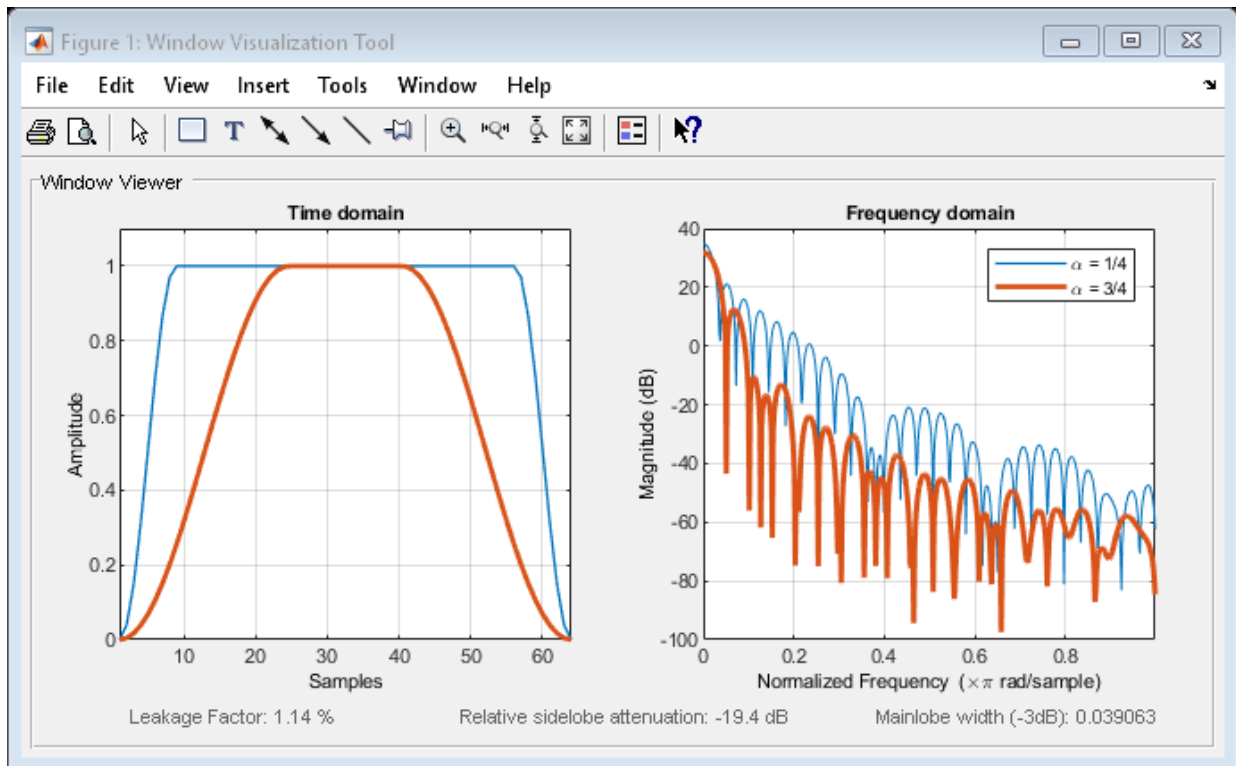 Figure 1: Window Visualization Tool
File Edit View Insert Tools Window Help
Window Viewer
Time domain
1
0.8
0.6
0.4
0.2
0
Amplitude
10 20 30 40 50 60
Samples
Frequency domain
40
20
0
-20
-40
-60
-80
-100
Magnitude (dB)
α = 1/4
α = 3/4
0 0.2 0.4 0.6 0.8
Normalized Frequency (×π rad/sample)
Leakage Factor: 1.14 %
Relative sidelobe attenuation: -19.4 dB
Mainlobe width (-3dB): 0.039063